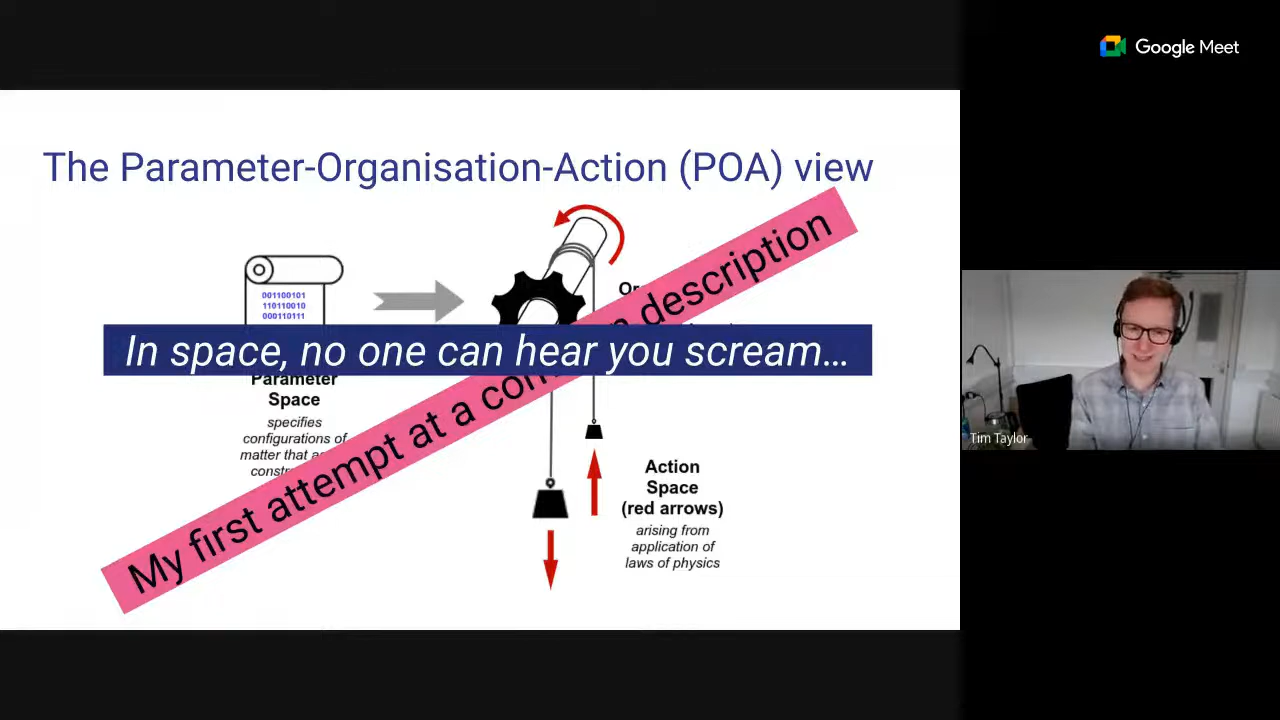 Google Meet
The Parameter-Organisation-Action (POA) view
001100101
110110010
000110111
In space, no one can hear you scream...
Parameter
Space
specifies
configurations of
matter that
My first attempt at a description
Action
Space
(red arrows)
arising from
application of
laws of physics
Tim Taylor